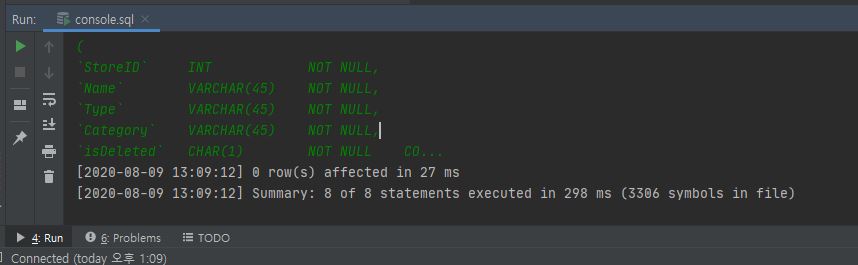 Run: console.sql
(
`StoreID` INT NOT NULL,
`Name` VARCHAR(45) NOT NULL,
`Type` VARCHAR(45) NOT NULL,
`Category` VARCHAR(45) NOT NULL,
`isDeleted` CHAR(1) NOT NULL CO...
[2020-08-09 13:09:12] 0 row(s) affected in 27 ms
[2020-08-09 13:09:12] Summary: 8 of 8 statements executed in 298 ms (3306 symbols in file)
4: Run 6: Problems TODO
Connected (today 오후 1:09)